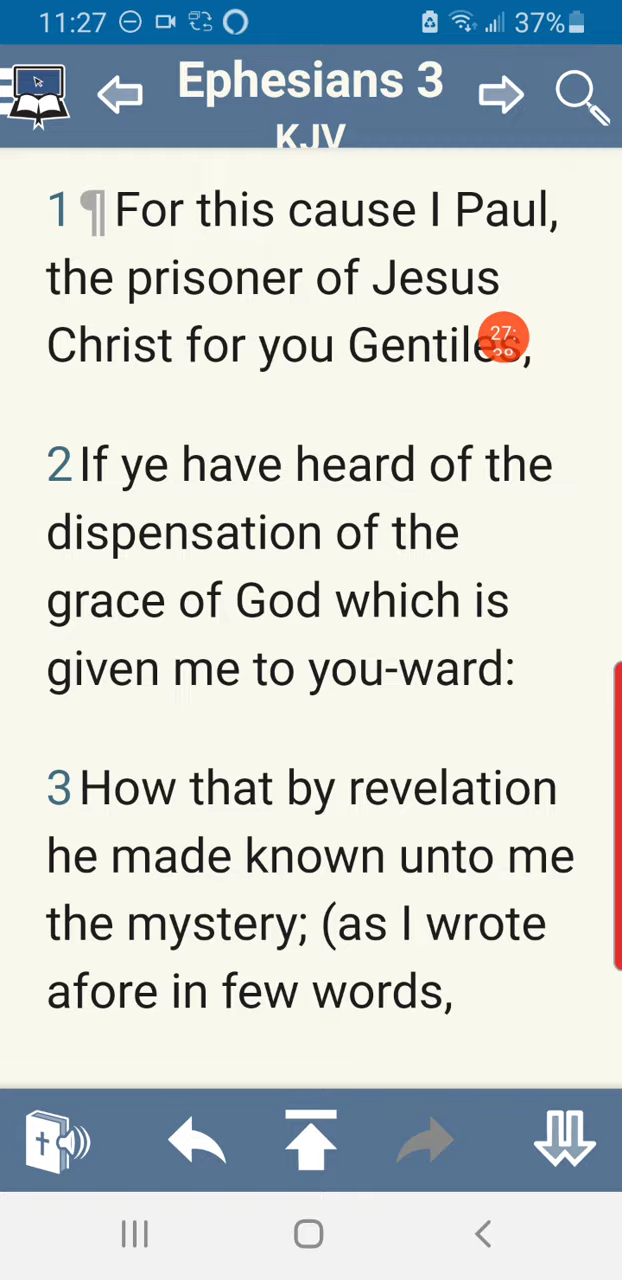 11:27 37%
Ephesians 3
KJV
1 ¶ For this cause I Paul,
the prisoner of Jesus
Christ for you Gentiles,
27:
2 If ye have heard of the
dispensation of the
grace of God which is
given me to you-ward:
3 How that by revelation
he made known unto me
the mystery; (as I wrote
afore in few words,